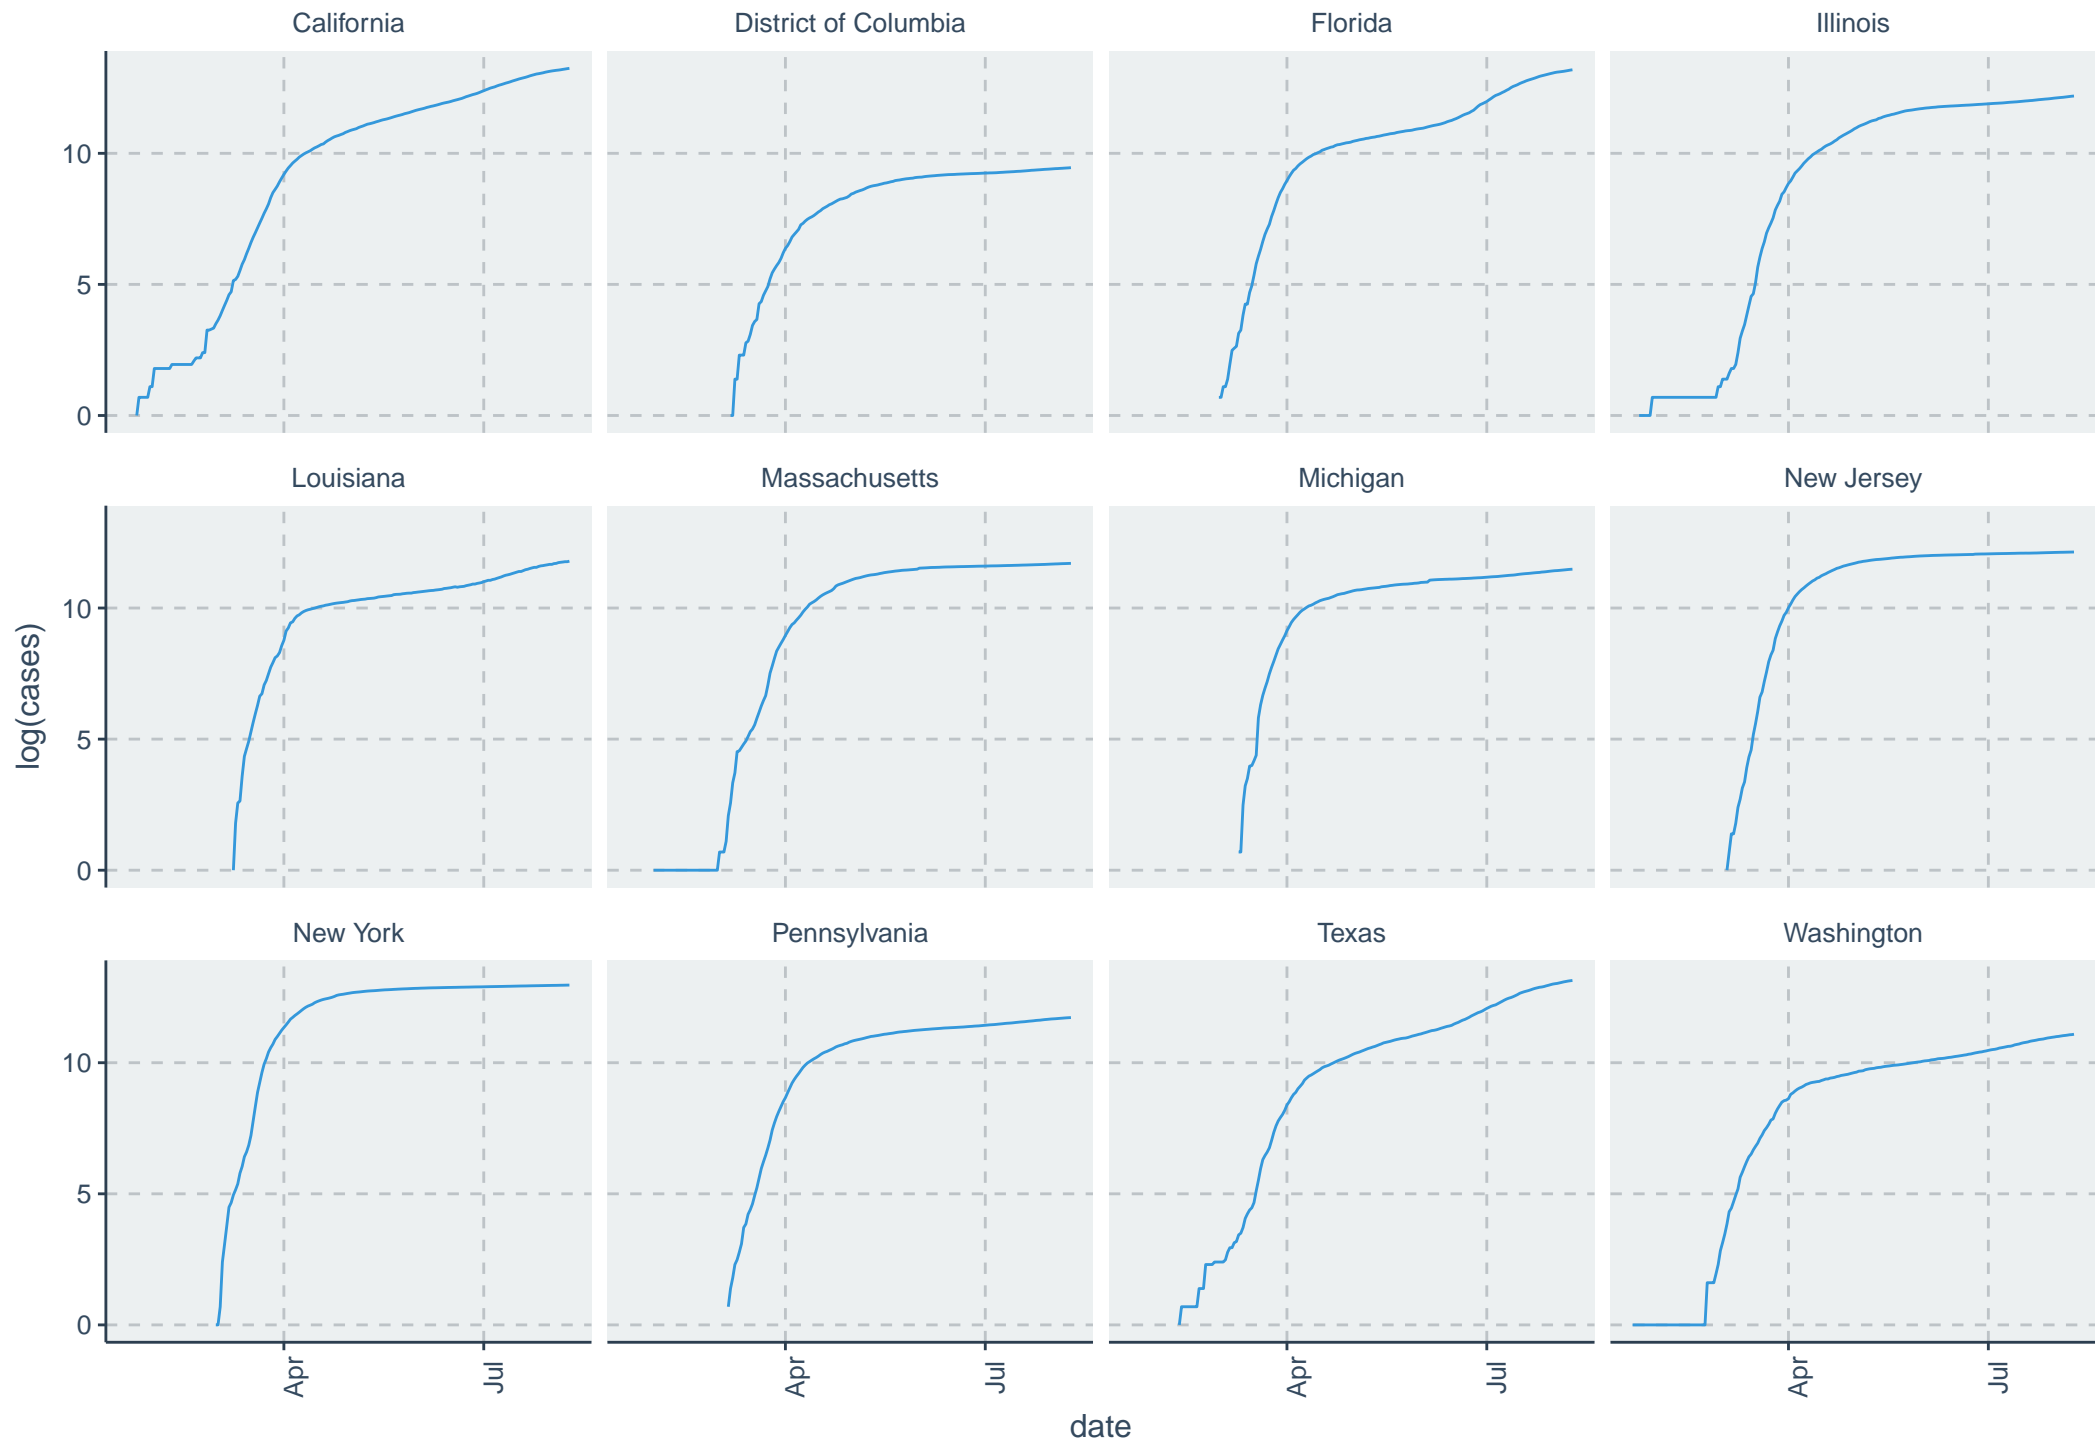 California
District of Columbia
Florida
Illinois
10
5
0
Louisiana
Massachusetts
Michigan
New Jersey
10
5
0
log(cases)
New York
Pennsylvania
Texas
Washington
10
5
0
Apr
Jul
Apr
Jul
Apr
Jul
Apr
Jul
date